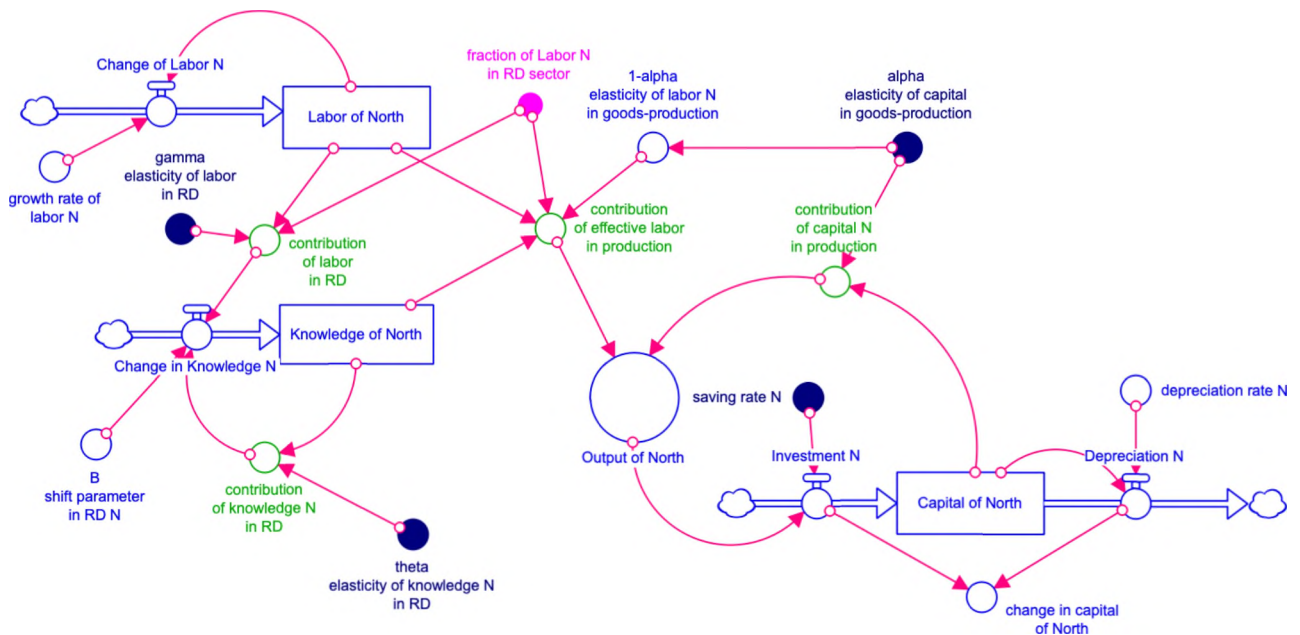 Change of Labor N
Labor of North
growth rate of
labor N
fraction of Labor N
in RD sector
1-alpha
elasticity of labor N
in goods-production
alpha
elasticity of capital
in goods-production
gamma
elasticity of labor
in RD
contribution
of labor
in RD
contribution
of effective labor
in production
contribution
of capital N
in production
Knowledge of North
Change in Knowledge N
B
shift parameter
in RD N
contribution
of knowledge N
in RD
theta
elasticity of knowledge N
in RD
Output of North
saving rate N
depreciation rate N
Investment N
Depreciation N
Capital of North
change in capital
of North